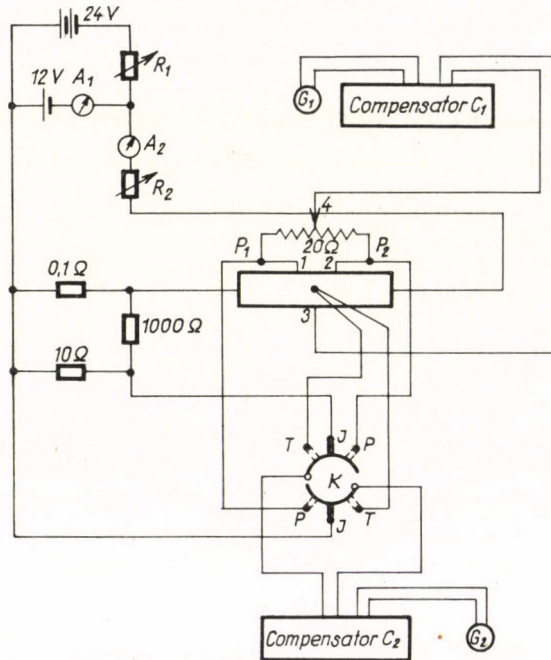 24V
12V A₁ R₁
G₁ Compensator C₁
A₂
R₂
4
P₁ 20Ω P₂
1 2
0,1Ω
3
1000Ω
10Ω
T J P
K
P J T
Compensator C₂ G₂